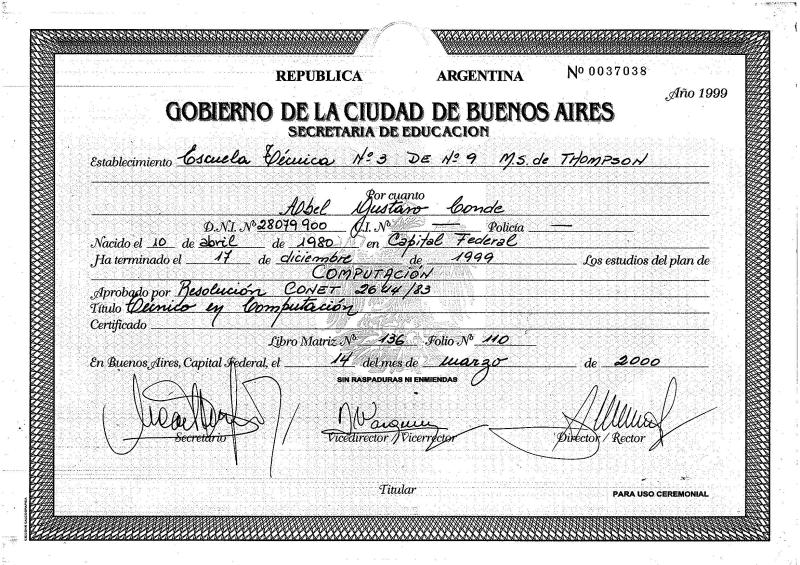 REPUBLICA ARGENTINA Nº 0037038
Año 1999
GOBIERNO DE LA CIUDAD DE BUENOS AIRES
SECRETARIA DE EDUCACION
Establecimiento Escuela Técnica Nº 3 DE Nº 9 M.S. de THOMPSON
Por cuanto
Abel Gustavo Conde
D.N.I. Nº 28079.900 C.I. Nº — Policía —
Nacido el 10 de abril de 1980 en Capital Federal
Ha terminado el 17 de diciembre de 1999 Los estudios del plan de
COMPUTACIÓN
Aprobado por Resolución CONET 2644/83
Título Técnico en Computación
Certificado
Libro Matriz Nº 136 Folio Nº 110
En Buenos Aires, Capital Federal, el 14 del mes de marzo de 2000
SIN RASPADURAS NI ENMIENDAS
Secretario Vicedirector / Vicerrector Director / Rector
Titular
PARA USO CEREMONIAL